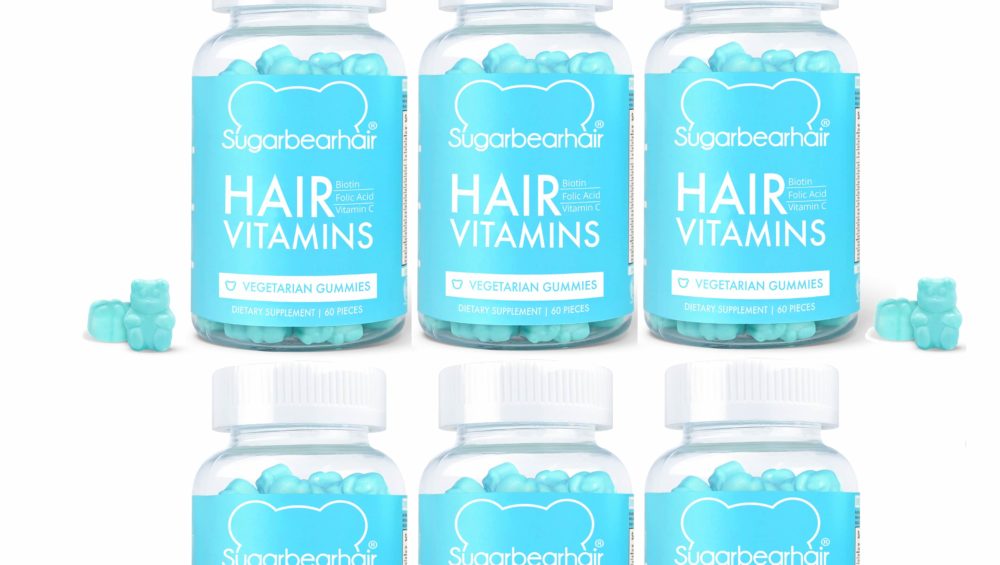 Sugarbearhair®
HAIR
Biotin
Folic Acid
Vitamin C
VITAMINS
VEGETARIAN GUMMIES
DIETARY SUPPLEMENT | 60 PIECES
Sugarbearhair®
HAIR
Biotin
Folic Acid
Vitamin C
VITAMINS
VEGETARIAN GUMMIES
DIETARY SUPPLEMENT | 60 PIECES
Sugarbearhair®
HAIR
Biotin
Folic Acid
Vitamin C
VITAMINS
VEGETARIAN GUMMIES
DIETARY SUPPLEMENT | 60 PIECES
Sugarbearhair®
Sugarbearhair®
Sugarbearhair®